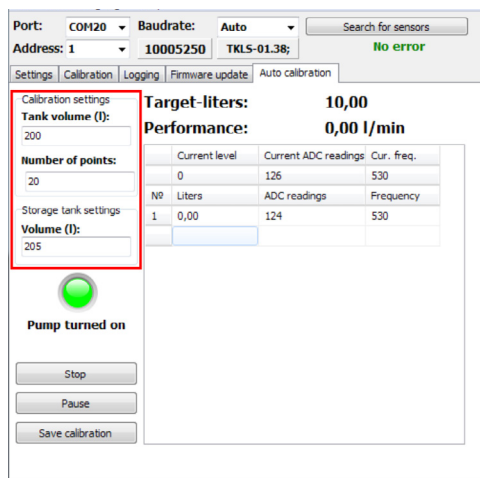 Port: COM20 Baudrate: Auto Search for sensors
Address: 1 10005250 TKLS-01.38; No error
Settings Calibration Logging Firmware update Auto calibration
Calibration settings
Tank volume (l):
200
Number of points:
20
Storage tank settings
Volume (l):
205
Pump turned on
Stop
Pause
Save calibration
Target-liters: 10,00
Performance: 0,00 l/min
Current level Current ADC readings Cur. freq.
0 126 530
Nº Liters ADC readings Frequency
1 0,00 124 530